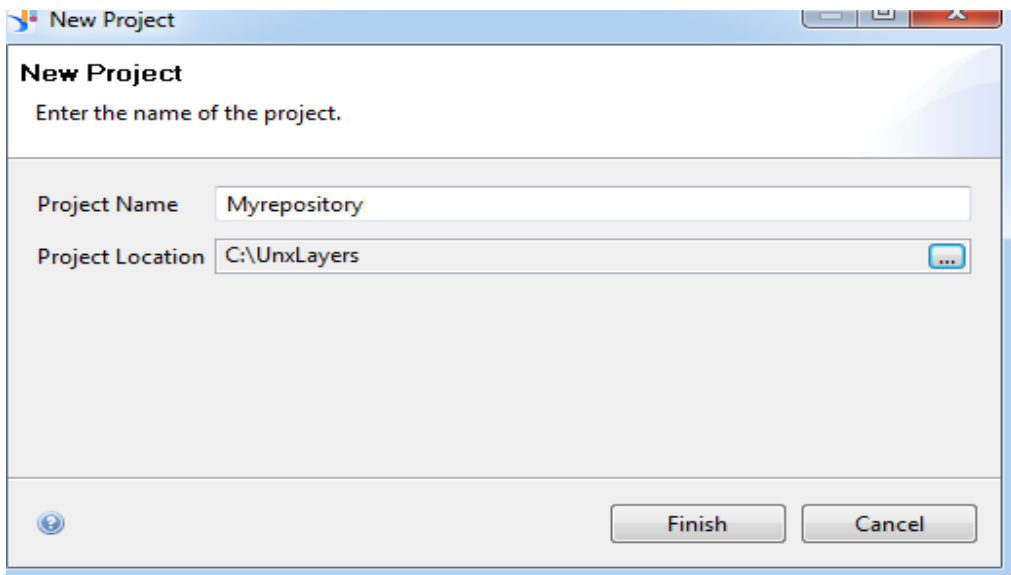 New Project
New Project
Enter the name of the project.
Project Name Myrepository
Project Location C:\UnxLayers ...
Finish Cancel